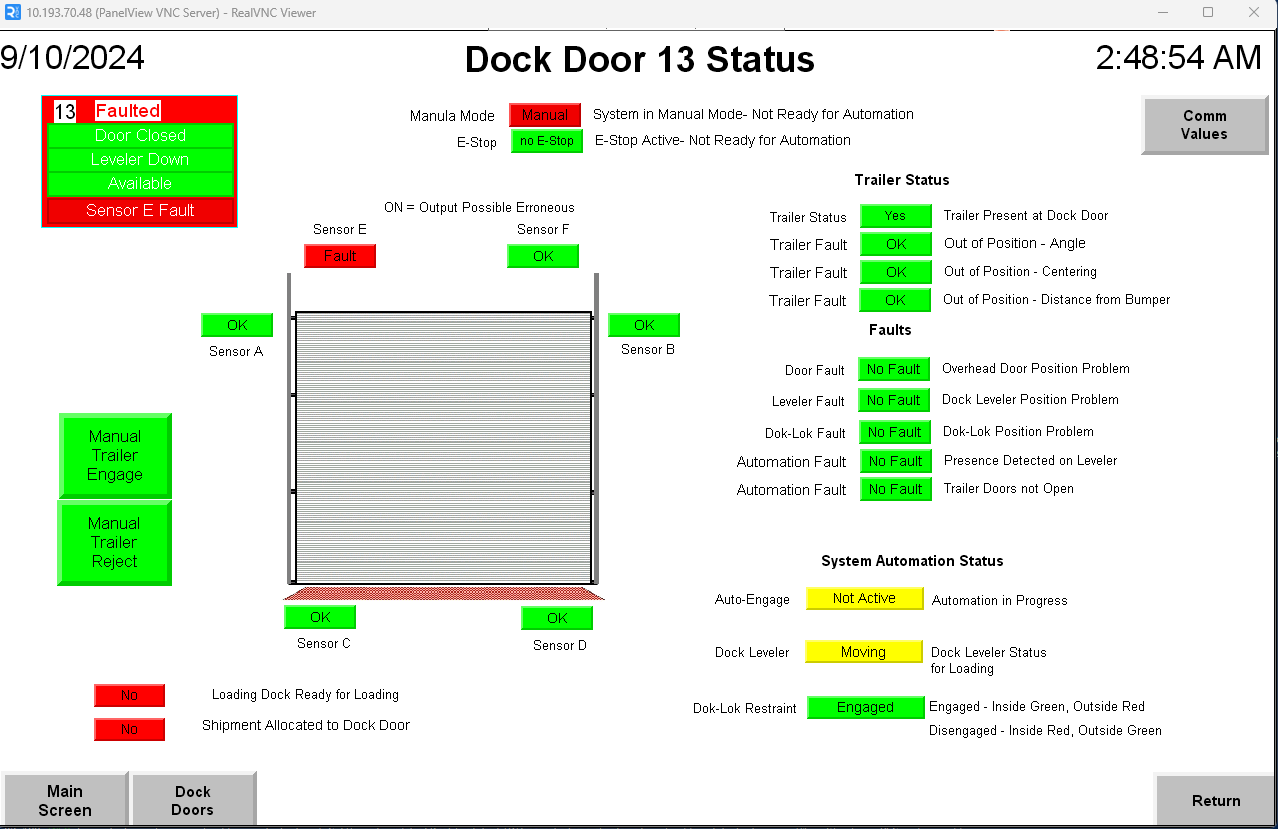 10.193.70.48 (PanelView VNC Server) - RealVNC Viewer
9/10/2024
Dock Door 13 Status
2:48:54 AM
13 Faulted
Door Closed
Leveler Down
Available
Sensor E Fault
Manula Mode Manual System in Manual Mode- Not Ready for Automation
E-Stop no E-Stop E-Stop Active- Not Ready for Automation
Comm
Values
ON = Output Possible Erroneous
Sensor E
Fault
Sensor F
OK
OK
Sensor A
OK
Sensor B
Manual
Trailer
Engage
Manual
Trailer
Reject
OK
Sensor C
OK
Sensor D
No Loading Dock Ready for Loading
No Shipment Allocated to Dock Door
Trailer Status
Trailer Status Yes Trailer Present at Dock Door
Trailer Fault OK Out of Position - Angle
Trailer Fault OK Out of Position - Centering
Trailer Fault OK Out of Position - Distance from Bumper
Faults
Door Fault No Fault Overhead Door Position Problem
Leveler Fault No Fault Dock Leveler Position Problem
Dok-Lok Fault No Fault Dok-Lok Position Problem
Automation Fault No Fault Presence Detected on Leveler
Automation Fault No Fault Trailer Doors not Open
System Automation Status
Auto-Engage Not Active Automation in Progress
Dock Leveler Moving Dock Leveler Status
for Loading
Dok-Lok Restraint Engaged Engaged - Inside Green, Outside Red
Disengaged - Inside Red, Outside Green
Main
Screen
Dock
Doors
Return